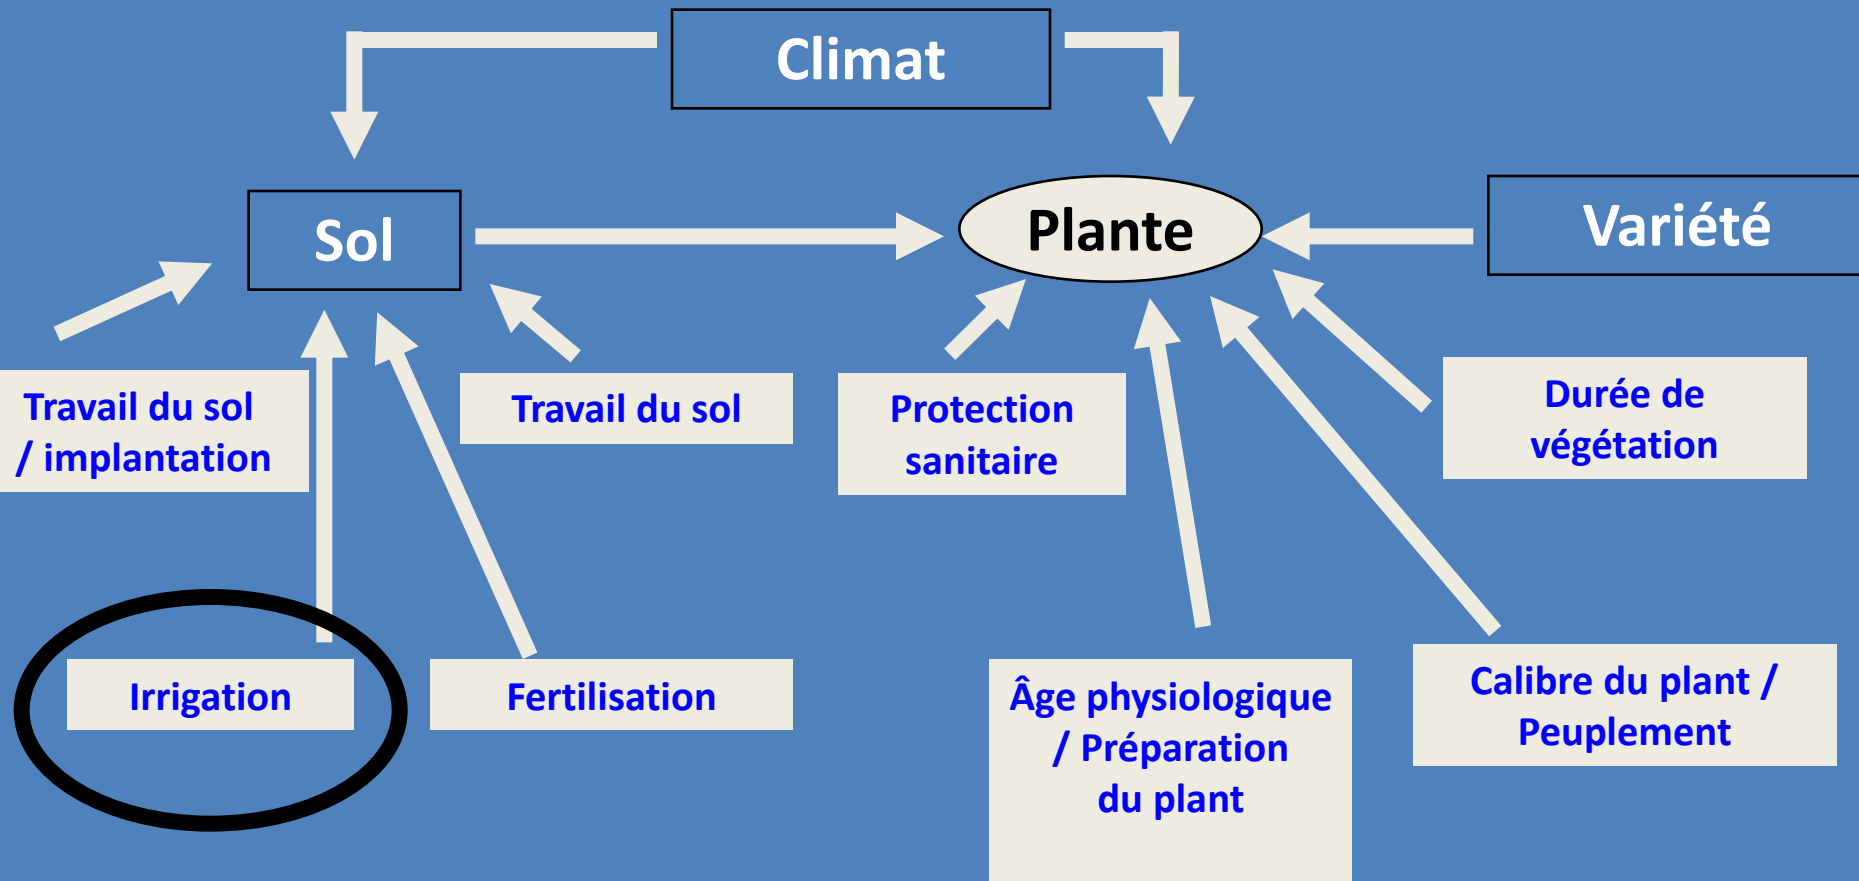 Climat
Sol
Plante
Variété
Travail du sol
/ implantation
Travail du sol
Protection
sanitaire
Durée de
végétation
Irrigation
Fertilisation
Âge physiologique
/ Préparation
du plant
Calibre du plant /
Peuplement